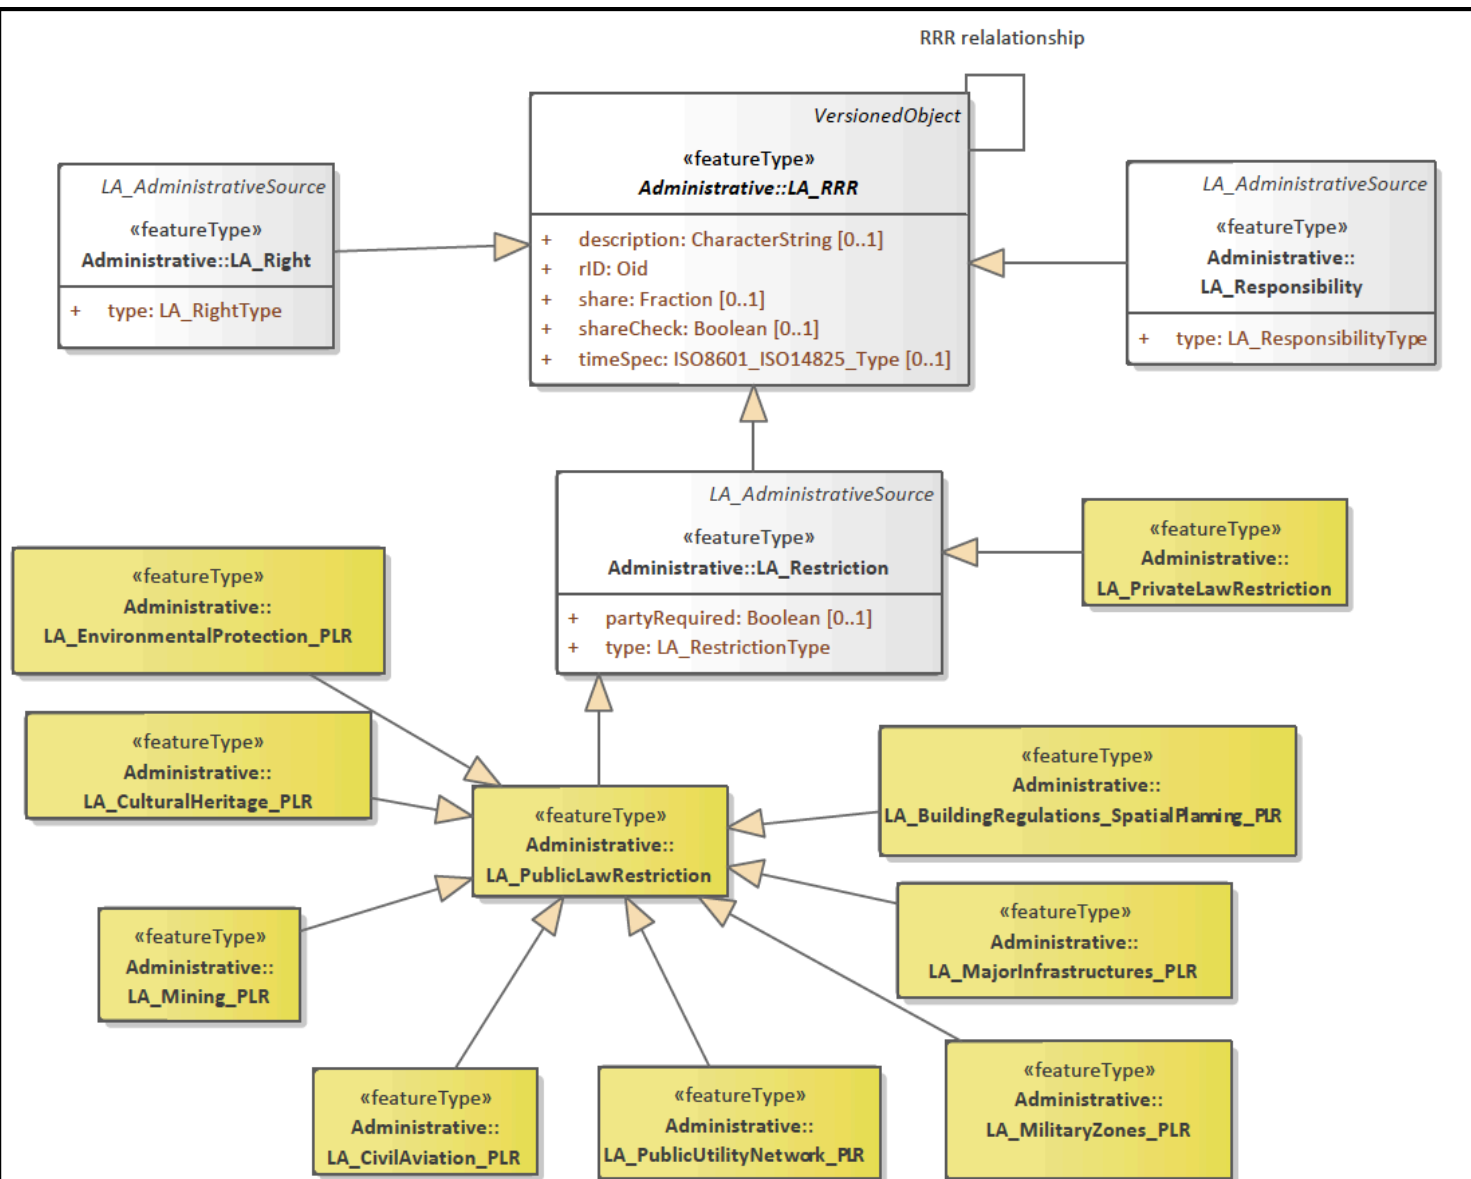 RRR relalationship
VersionedObject
«featureType»
Administrative::LA_RRR
+ description: CharacterString [0..1]
+ rID: Oid
+ share: Fraction [0..1]
+ shareCheck: Boolean [0..1]
+ timeSpec: ISO8601_ISO14825_Type [0..1]
LA_AdministrativeSource
«featureType»
Administrative::LA_Right
+ type: LA_RightType
LA_AdministrativeSource
«featureType»
Administrative::
LA_Responsibility
+ type: LA_ResponsibilityType
LA_AdministrativeSource
«featureType»
Administrative::LA_Restriction
+ partyRequired: Boolean [0..1]
+ type: LA_RestrictionType
«featureType»
Administrative::
LA_PrivateLawRestriction
«featureType»
Administrative::
LA_EnvironmentalProtection_PLR
«featureType»
Administrative::
LA_CulturalHeritage_PLR
«featureType»
Administrative::
LA_PublicLawRestriction
«featureType»
Administrative::
LA_BuildingRegulations_SpatialPlanning_PLR
«featureType»
Administrative::
LA_Mining_PLR
«featureType»
Administrative::
LA_MajorInfrastructures_PLR
«featureType»
Administrative::
LA_CivilAviation_PLR
«featureType»
Administrative::
LA_PublicUtilityNetwork_PLR
«featureType»
Administrative::
LA_MilitaryZones_PLR